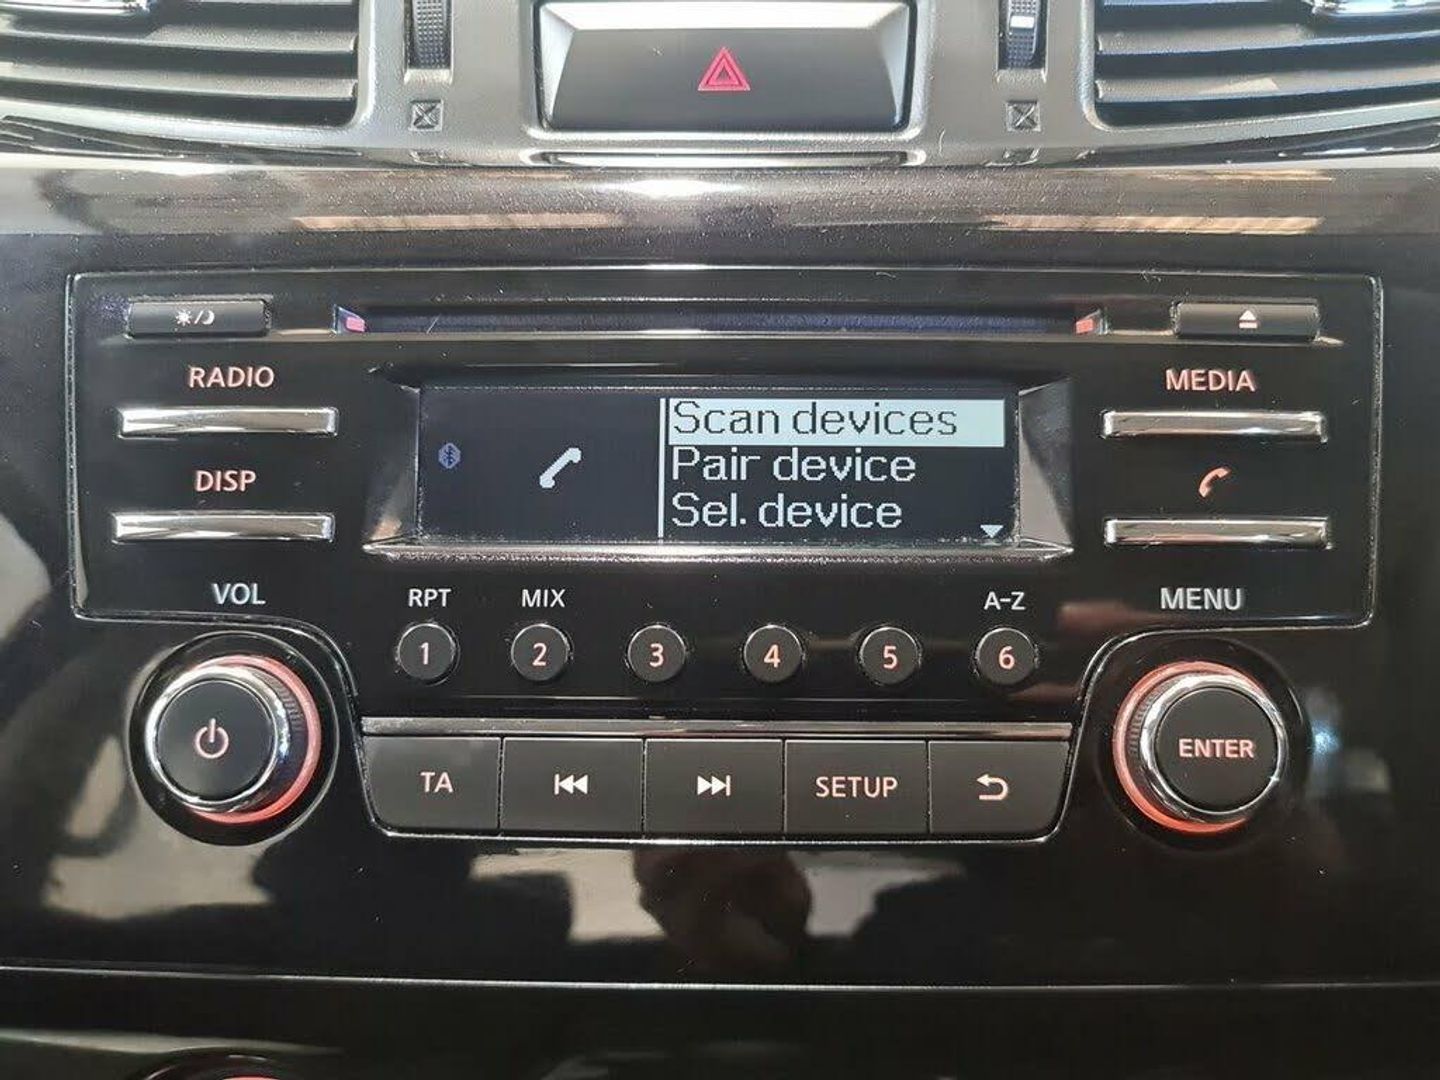 RADIO
MEDIA
Scan devices
Pair device
Sel. device
DISP
VOL
RPT
MIX
A-Z
MENU
1
2
3
4
5
6
TA
SETUP
ENTER